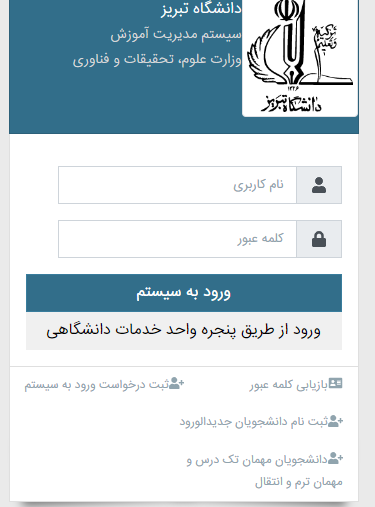 دانشگاه تبریز
سیستم مدیریت آموزش
وزارت علوم، تحقیقات و فناوری
۱۳۲۶
دانشگاه تبریز
نام کاربری
کلمه عبور
ورود به سیستم
ورود از طریق پنجره واحد خدمات دانشگاهی
بازیابی کلمه عبور
ثبت درخواست ورود به سیستم
ثبت نام دانشجویان جدیدالورود
دانشجویان مهمان تک درس و
مهمان ترم و انتقال